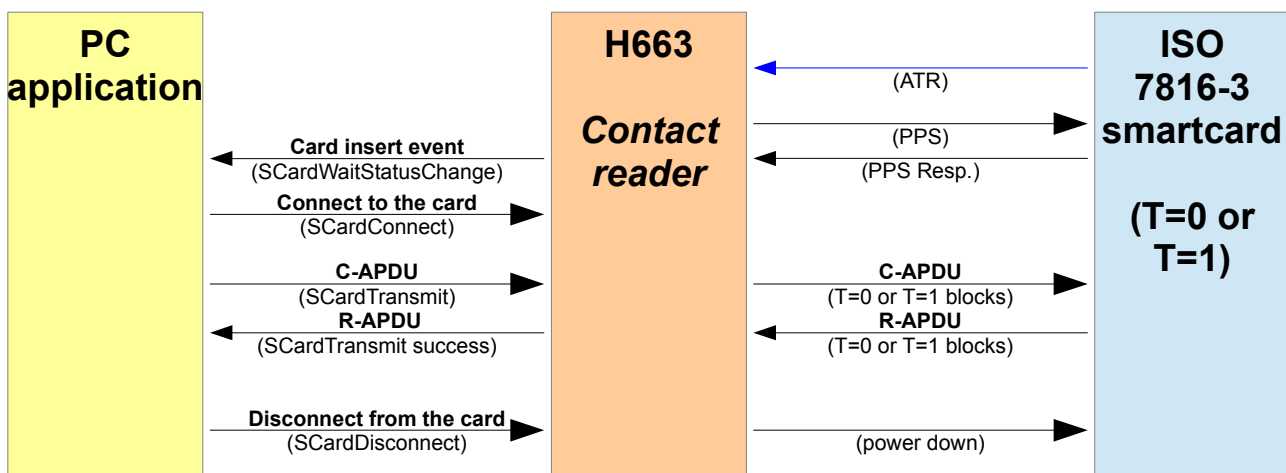 PC
application
H663
Contact
reader
ISO
7816-3
smartcard
(T=0 or
T=1)
(ATR)
(PPS)
(PPS Resp.)
Card insert event
(SCardWaitStatusChange)
Connect to the card
(SCardConnect)
C-APDU
(SCardTransmit)
R-APDU
(SCardTransmit success)
C-APDU
(T=0 or T=1 blocks)
R-APDU
(T=0 or T=1 blocks)
Disconnect from the card
(SCardDisconnect)
(power down)